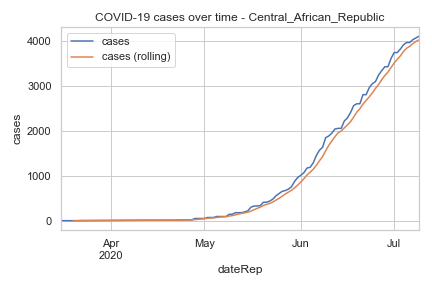 COVID-19 cases over time - Central_African_Republic
cases
cases (rolling)
4000
3000
2000
1000
0
cases
Apr
2020
May
Jun
Jul
dateRep